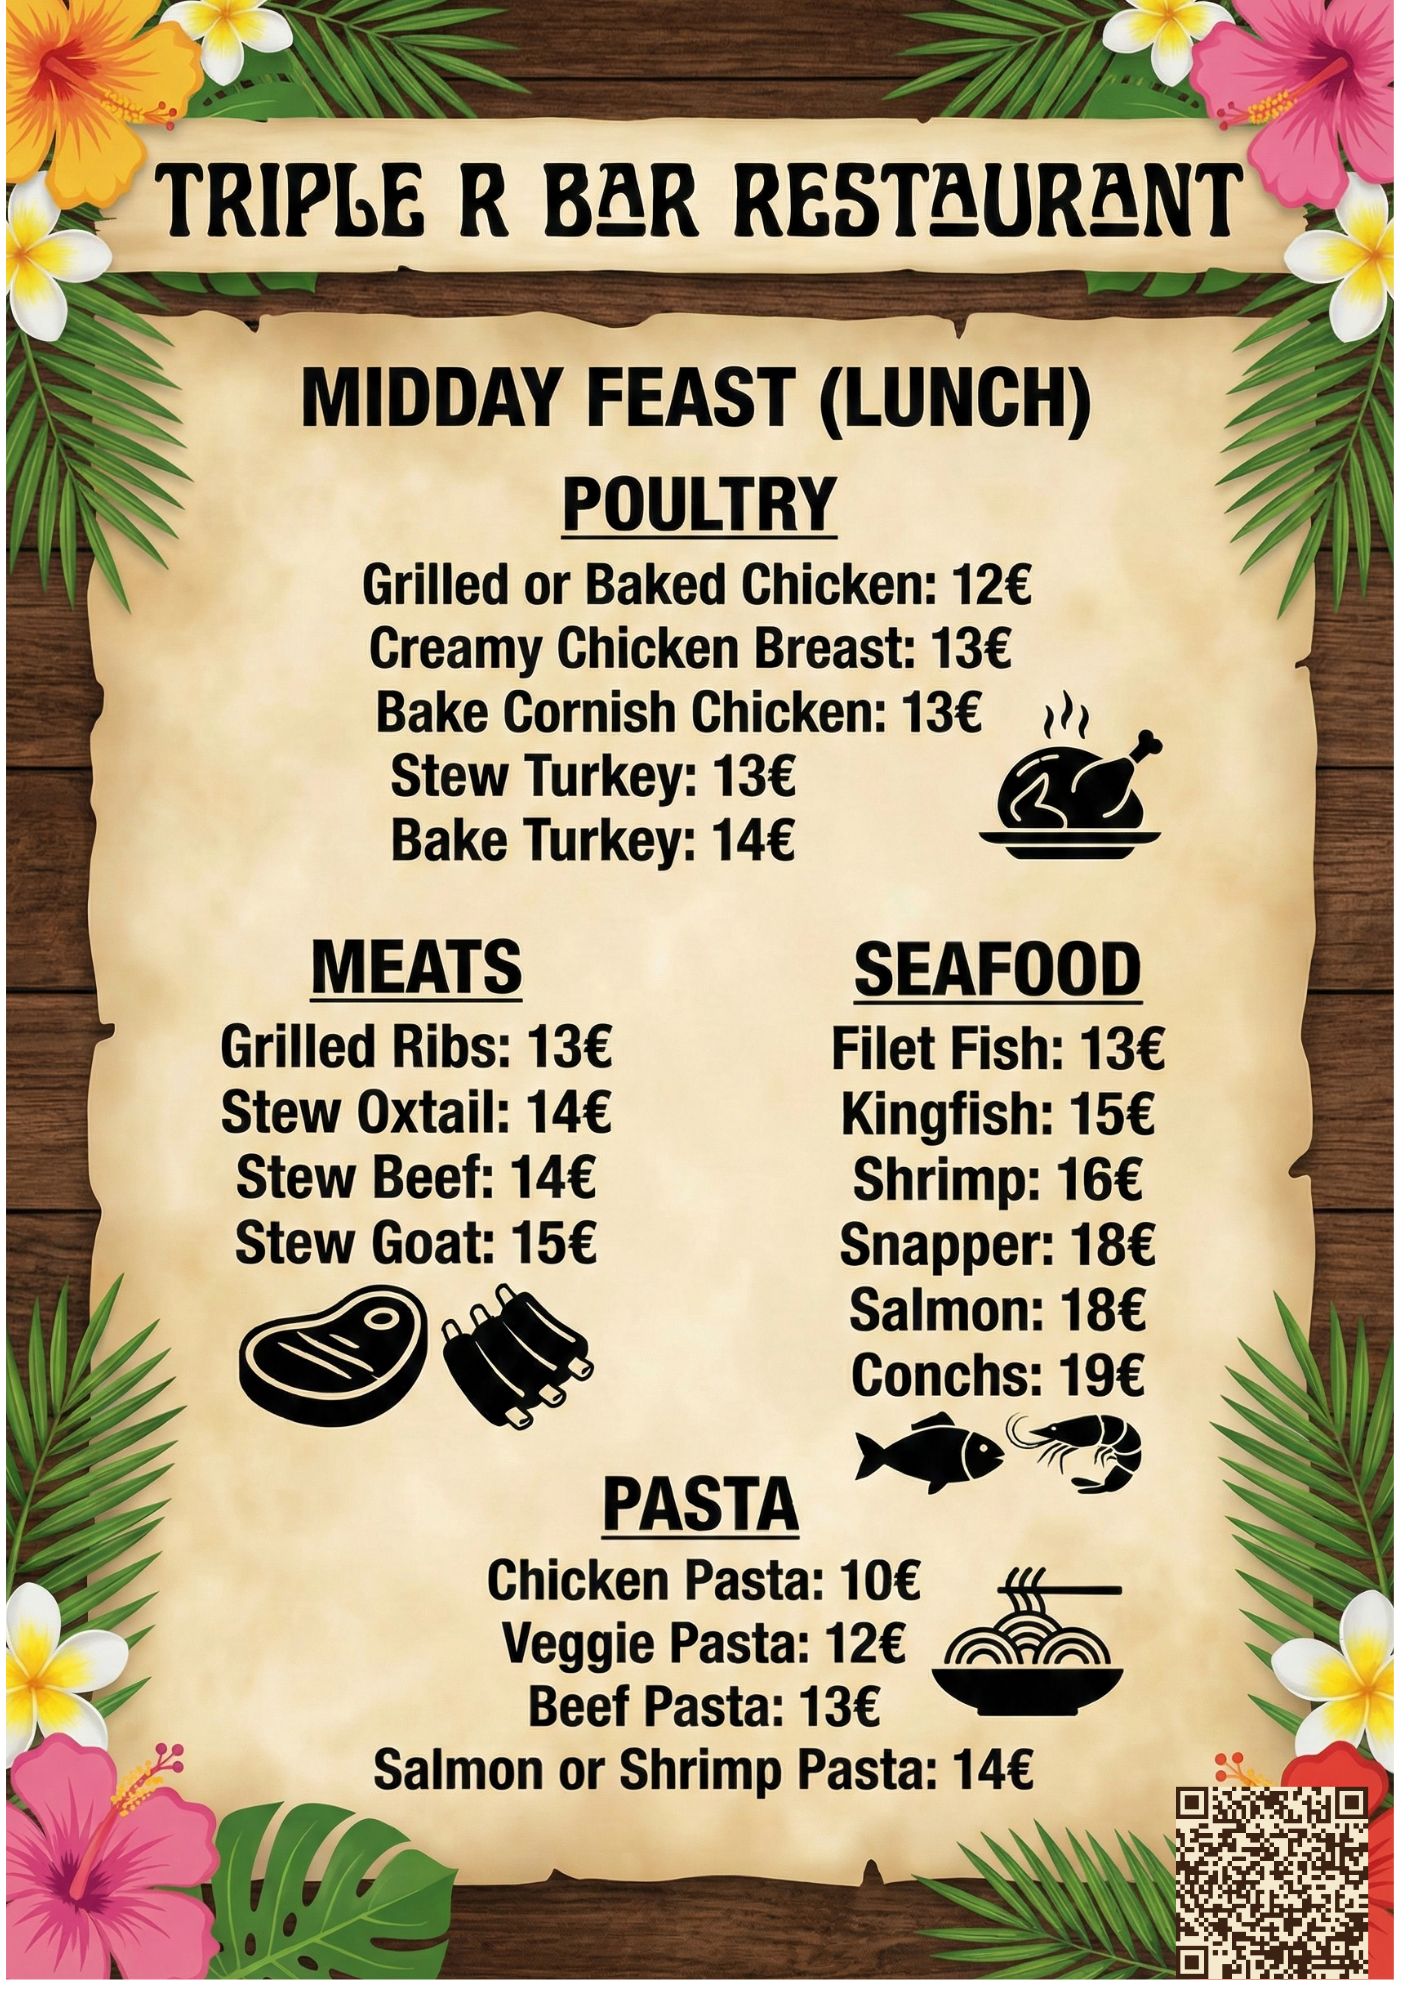 TRIPLE R BAR RESTAURANT
MIDDAY FEAST (LUNCH)
POULTRY
Grilled or Baked Chicken: 12€
Creamy Chicken Breast: 13€
Bake Cornish Chicken: 13€
Stew Turkey: 13€
Bake Turkey: 14€
MEATS
Grilled Ribs: 13€
Stew Oxtail: 14€
Stew Beef: 14€
Stew Goat: 15€
SEAFOOD
Filet Fish: 13€
Kingfish: 15€
Shrimp: 16€
Snapper: 18€
Salmon: 18€
Conchs: 19€
PASTA
Chicken Pasta: 10€
Veggie Pasta: 12€
Beef Pasta: 13€
Salmon or Shrimp Pasta: 14€